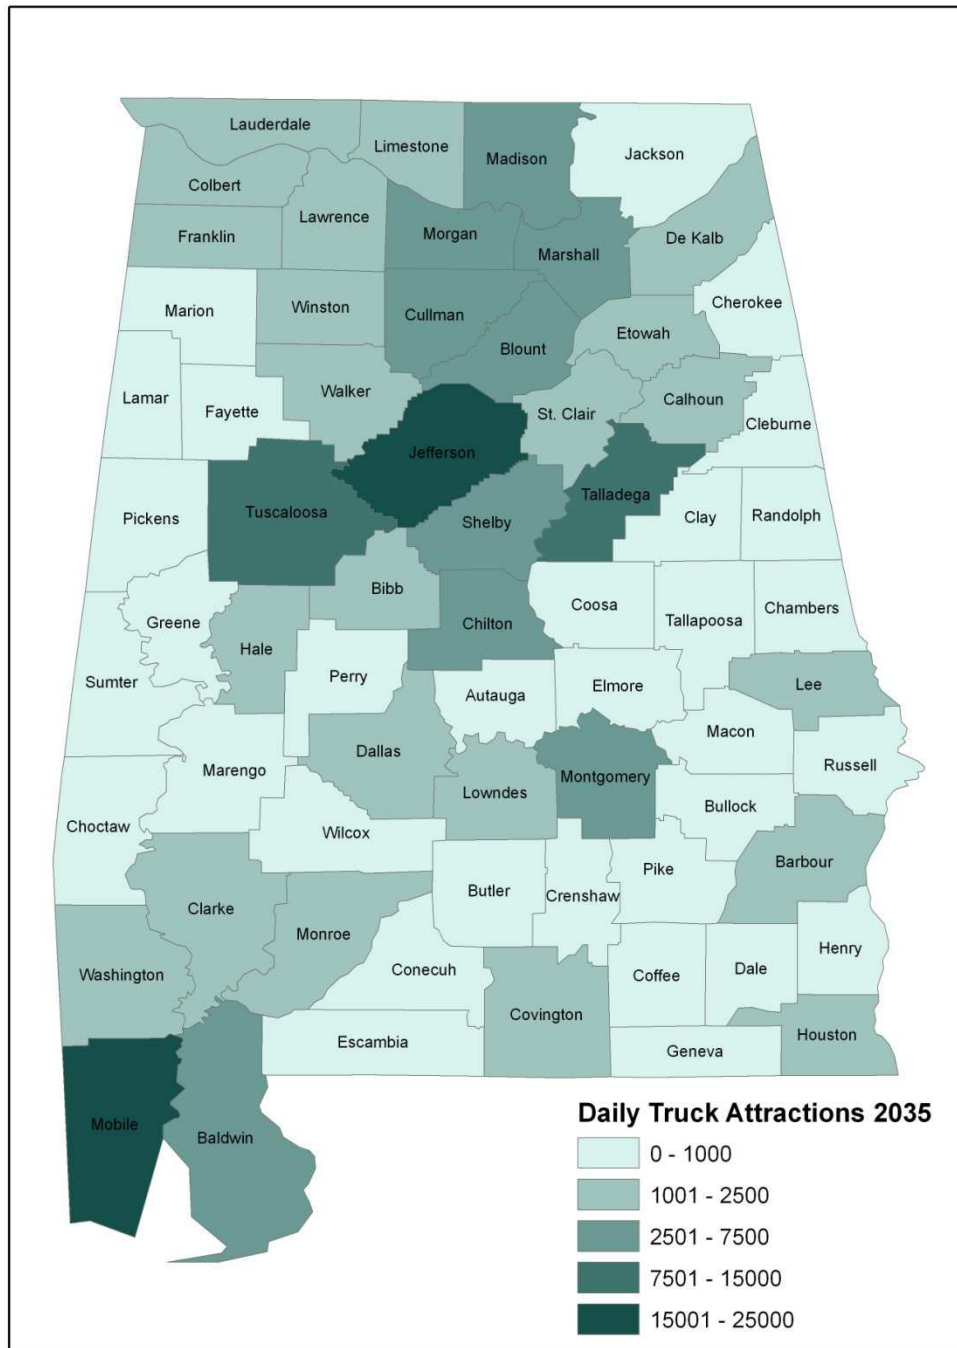 Lauderdale
Limestone
Madison
Jackson
Colbert
Lawrence
Franklin
Morgan
Marshall
De Kalb
Marion
Winston
Cullman
Blount
Etowah
Cherokee
Lamar
Fayette
Walker
Jefferson
St. Clair
Calhoun
Cleburne
Pickens
Tuscaloosa
Shelby
Talladega
Clay
Randolph
Greene
Hale
Bibb
Chilton
Coosa
Tallapoosa
Chambers
Sumter
Perry
Autauga
Elmore
Lee
Marengo
Dallas
Lowndes
Montgomery
Macon
Russell
Bullock
Choctaw
Wilcox
Butler
Crenshaw
Pike
Barbour
Clarke
Monroe
Washington
Conecuh
Covington
Coffee
Dale
Henry
Escambia
Geneva
Houston
Mobile
Baldwin
Daily Truck Attractions 2035
0 - 1000
1001 - 2500
2501 - 7500
7501 - 15000
15001 - 25000